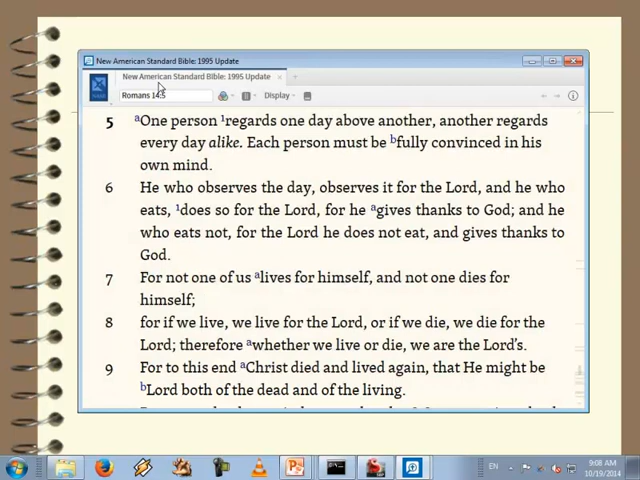 New American Standard Bible: 1995 Update
New American Standard Bible: 1995 Update
Romans 14:5
Display
5 aOne person 1regards one day above another, another regards
every day alike. Each person must be bfully convinced in his
own mind.
6 He who observes the day, observes it for the Lord, and he who
eats, 1does so for the Lord, for he agives thanks to God; and he
who eats not, for the Lord he does not eat, and gives thanks to
God.
7 For not one of us alives for himself, and not one dies for
himself;
8 for if we live, we live for the Lord, or if we die, we die for the
Lord; therefore awhether we live or die, we are the Lord's.
9 For to this end aChrist died and lived again, that He might be
bLord both of the dead and of the living.
EN
9:08 AM
10/19/2014